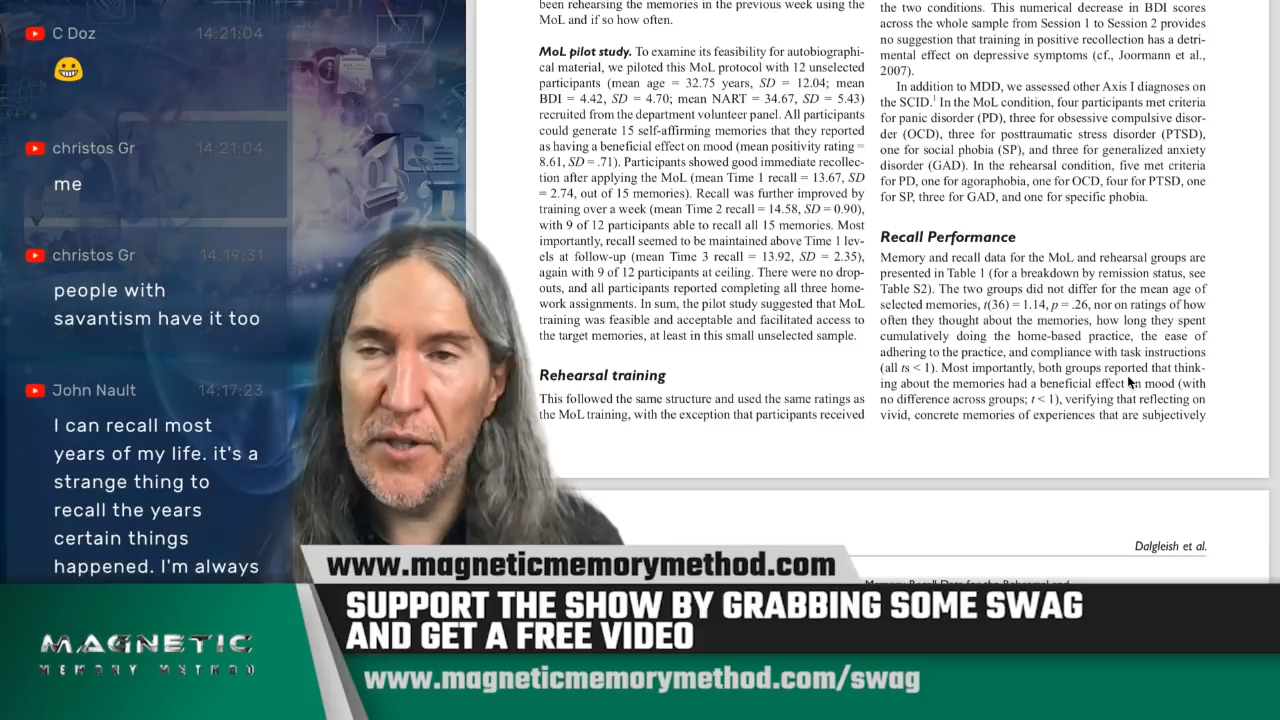 C Doz
14:21:04
christos Gr
14:21:04
me
christos Gr
14:19:31
people with
savantism have it too
John Nault
14:17:23
I can recall most
years of my life. it's a
strange thing to
recall the years
certain things
happened. I'm always
been rehearsing the memories in the previous week using the
MoL and if so how often.
MoL pilot study. To examine its feasibility for autobiographi-
cal material, we piloted this MoL protocol with 12 unselected
participants (mean age = 32.75 years, SD = 12.04; mean
BDI = 4.42, SD = 4.70; mean NART = 34.67, SD = 5.43)
recruited from the department volunteer panel. All participants
could generate 15 self-affirming memories that they reported
as having a beneficial effect on mood (mean positivity rating =
8.61, SD = .71). Participants showed good immediate recollec-
tion after applying the MoL (mean Time 1 recall = 13.67, SD
= 2.74, out of 15 memories). Recall was further improved by
training over a week (mean Time 2 recall = 14.58, SD = 0.90),
with 9 of 12 participants able to recall all 15 memories. Most
importantly, recall seemed to be maintained above Time 1 lev-
els at follow-up (mean Time 3 recall = 13.92, SD = 2.35),
again with 9 of 12 participants at ceiling. There were no drop-
outs, and all participants reported completing all three home-
work assignments. In sum, the pilot study suggested that MoL
training was feasible and acceptable and facilitated access to
the target memories, at least in this small unselected sample.
Rehearsal training
This followed the same structure and used the same ratings as
the MoL training, with the exception that participants received
the two conditions. This numerical decrease in BDI scores
across the whole sample from Session 1 to Session 2 provides
no suggestion that training in positive recollection has a detri-
mental effect on depressive symptoms (cf., Joormann et al.,
2007).
In addition to MDD, we assessed other Axis I diagnoses on
the SCID.1 In the MoL condition, four participants met criteria
for panic disorder (PD), three for obsessive compulsive disor-
der (OCD), three for posttraumatic stress disorder (PTSD),
one for social phobia (SP), and three for generalized anxiety
disorder (GAD). In the rehearsal condition, five met criteria
for PD, one for agoraphobia, one for OCD, four for PTSD, one
for SP, three for GAD, and one for specific phobia.
Recall Performance
Memory and recall data for the MoL and rehearsal groups are
presented in Table 1 (for a breakdown by remission status, see
Table S2). The two groups did not differ for the mean age of
selected memories, t(36) = 1.14, p = .26, nor on ratings of how
often they thought about the memories, how long they spent
cumulatively doing the home-based practice, the ease of
adhering to the practice, and compliance with task instructions
(all ts < 1). Most importantly, both groups reported that think-
ing about the memories had a beneficial effect on mood (with
no difference across groups; t < 1), verifying that reflecting on
vivid, concrete memories of experiences that are subjectively
Dalgleish et al.
www.magneticmemorymethod.com
SUPPORT THE SHOW BY GRABBING SOME SWAG
AND GET A FREE VIDEO
www.magneticmemorymethod.com/swag
MAGNETIC
MEMORY METHOD